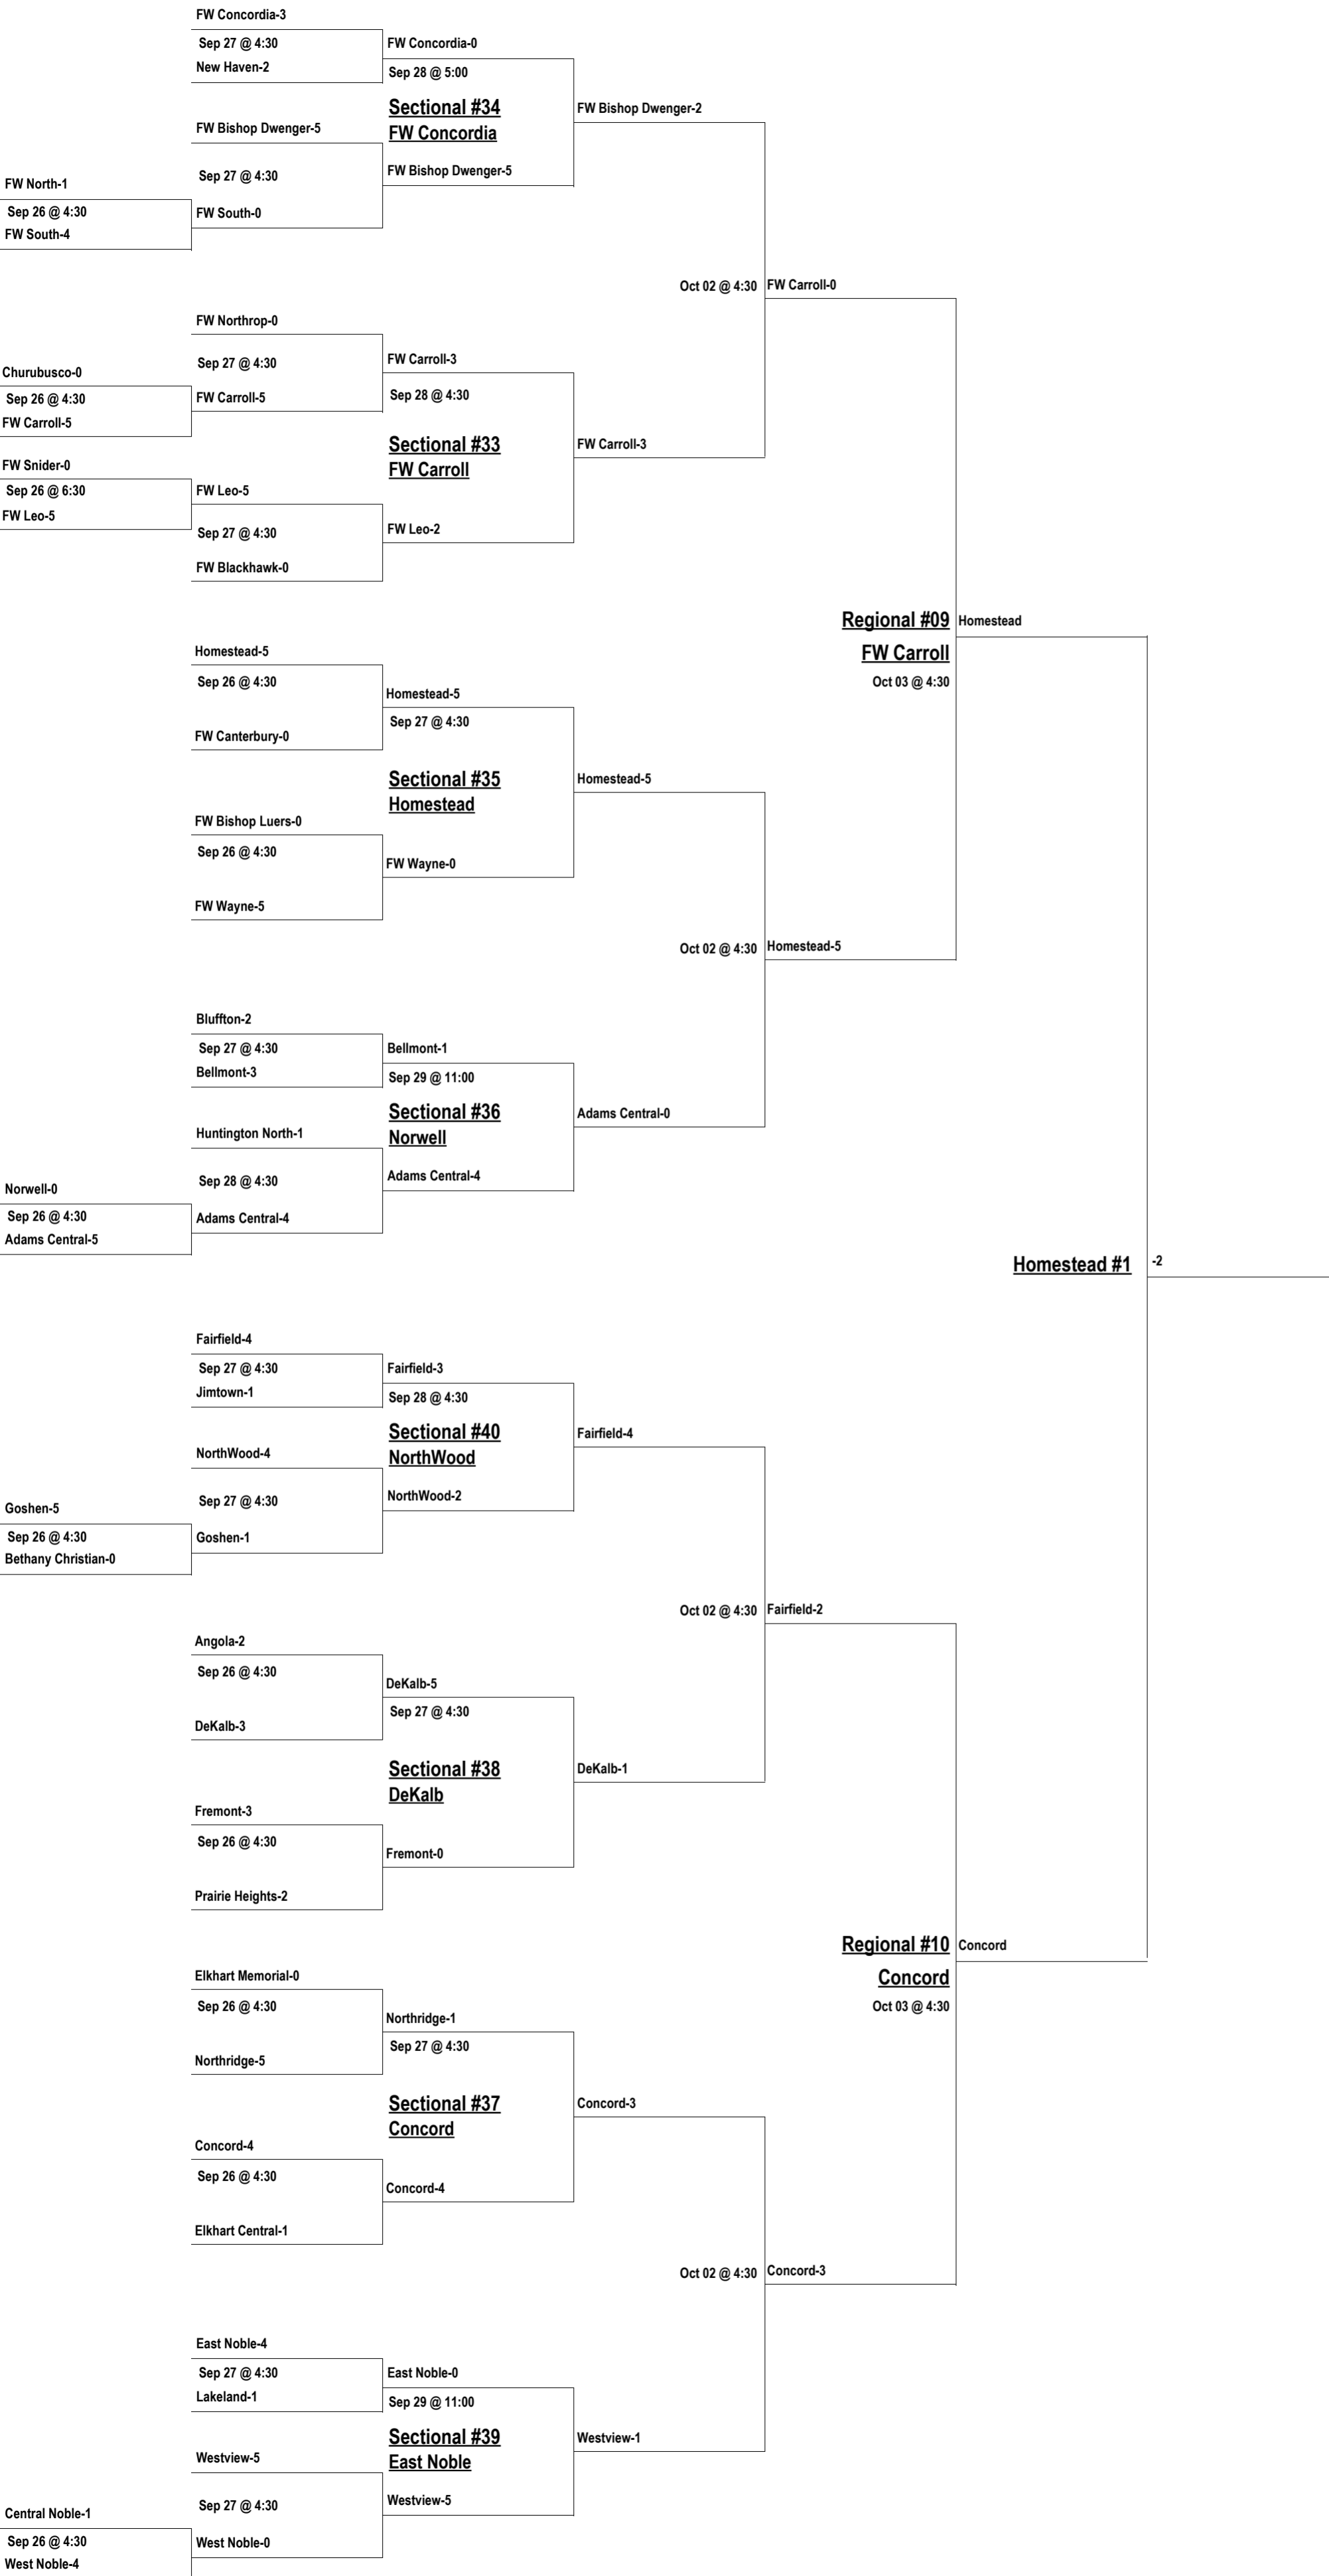 FW Concordia-3
Sep 27 @ 4:30
FW Concordia-0
New Haven-2
Sep 28 @ 5:00
Sectional #34
FW Bishop Dwenger-2
FW Bishop Dwenger-5
FW Concordia
Sep 27 @ 4:30
FW Bishop Dwenger-5
FW North-1
Sep 26 @ 4:30
FW South-0
FW South-4
Oct 02 @ 4:30
FW Carroll-0
FW Northrop-0
Sep 27 @ 4:30
FW Carroll-3
Churubusco-0
Sep 26 @ 4:30
FW Carroll-5
Sep 28 @ 4:30
FW Carroll-5
Sectional #33
FW Carroll-3
FW Carroll
FW Snider-0
Sep 26 @ 6:30
FW Leo-5
FW Leo-5
Sep 27 @ 4:30
FW Leo-2
FW Blackhawk-0
Regional #09
Homestead
FW Carroll
Oct 03 @ 4:30
Homestead-5
Sep 26 @ 4:30
Homestead-5
Sep 27 @ 4:30
FW Canterbury-0
Sectional #35
Homestead-5
Homestead
FW Bishop Luers-0
Sep 26 @ 4:30
FW Wayne-0
FW Wayne-5
Oct 02 @ 4:30
Homestead-5
Bluffton-2
Sep 27 @ 4:30
Bellmont-1
Bellmont-3
Sep 29 @ 11:00
Sectional #36
Adams Central-0
Huntington North-1
Norwell
Sep 28 @ 4:30
Adams Central-4
Norwell-0
Sep 26 @ 4:30
Adams Central-4
Adams Central-5
Homestead #1
-2
Fairfield-4
Sep 27 @ 4:30
Fairfield-3
Jimtown-1
Sep 28 @ 4:30
Sectional #40
Fairfield-4
NorthWood-4
NorthWood
Sep 27 @ 4:30
NorthWood-2
Goshen-5
Sep 26 @ 4:30
Goshen-1
Bethany Christian-0
Oct 02 @ 4:30
Fairfield-2
Angola-2
Sep 26 @ 4:30
DeKalb-5
Sep 27 @ 4:30
DeKalb-3
Sectional #38
DeKalb-1
DeKalb
Fremont-3
Sep 26 @ 4:30
Fremont-0
Prairie Heights-2
Regional #10
Concord
Concord
Oct 03 @ 4:30
Elkhart Memorial-0
Sep 26 @ 4:30
Northridge-1
Sep 27 @ 4:30
Northridge-5
Sectional #37
Concord-3
Concord
Concord-4
Sep 26 @ 4:30
Concord-4
Elkhart Central-1
Oct 02 @ 4:30
Concord-3
East Noble-4
Sep 27 @ 4:30
East Noble-0
Lakeland-1
Sep 29 @ 11:00
Sectional #39
Westview-1
Westview-5
East Noble
Sep 27 @ 4:30
Westview-5
Central Noble-1
Sep 26 @ 4:30
West Noble-0
West Noble-4